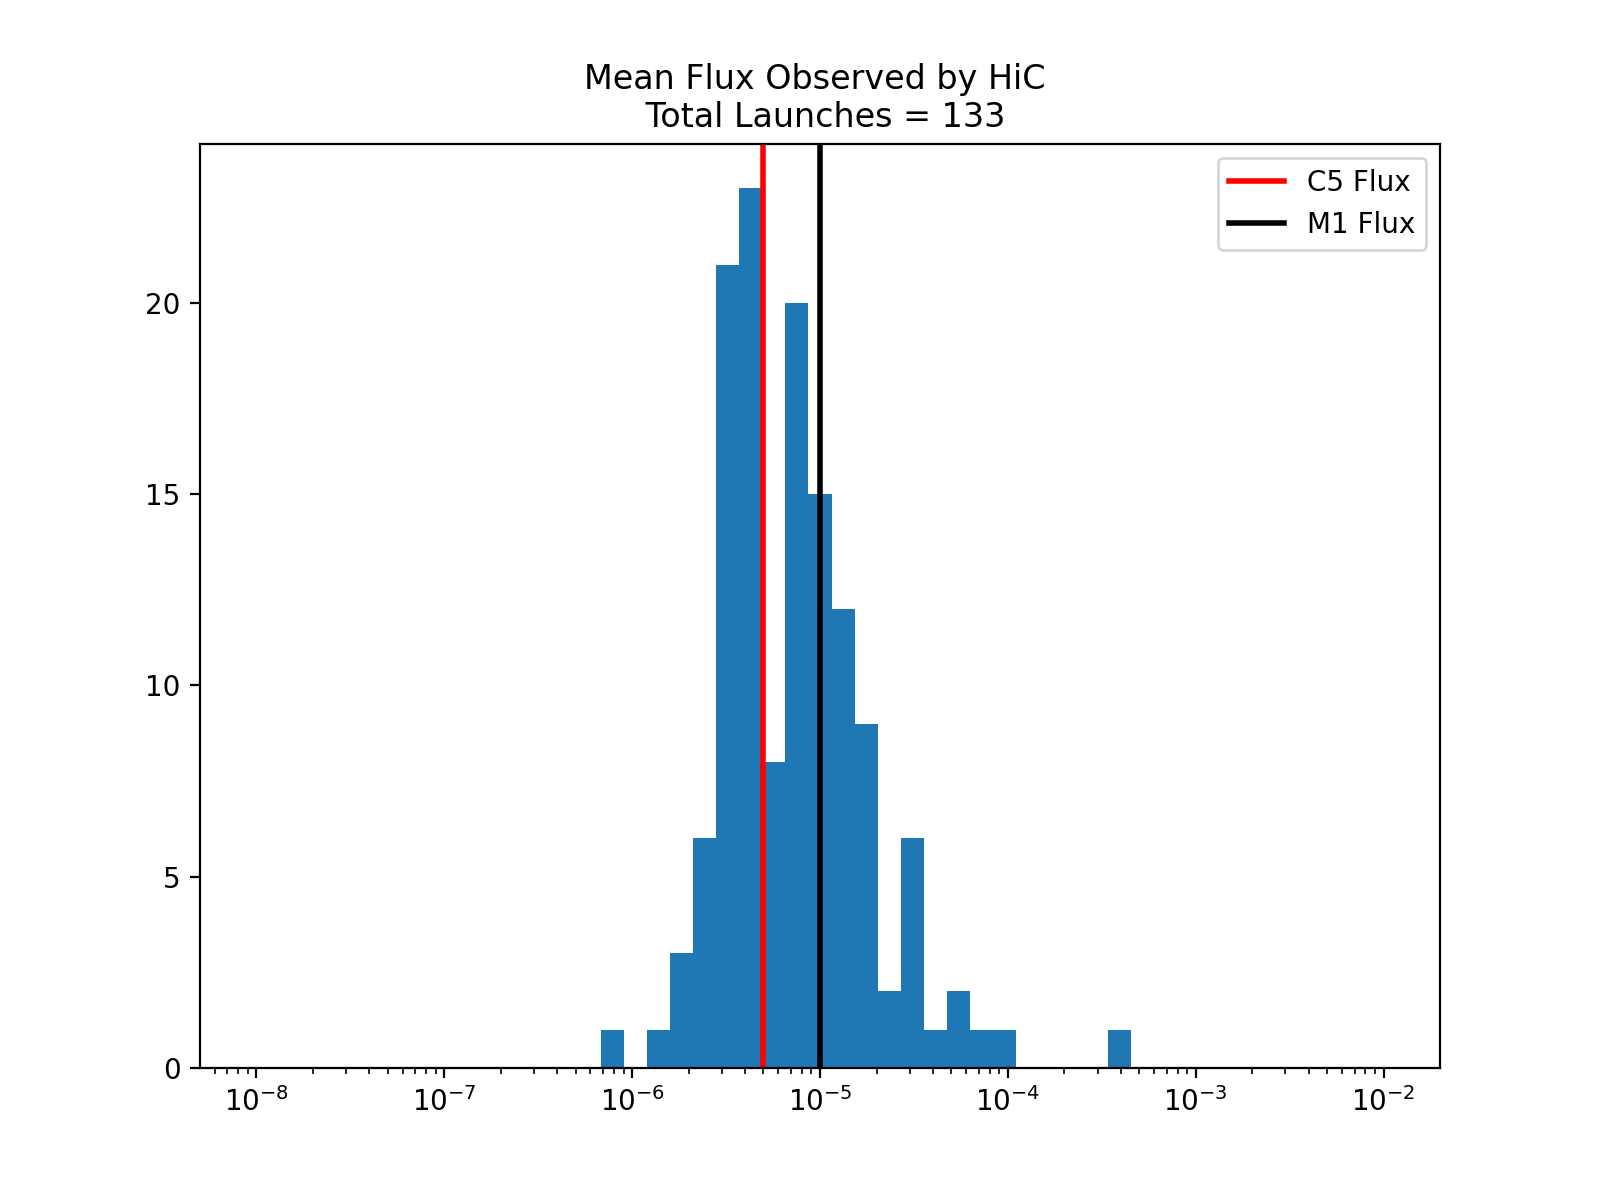 Mean Flux Observed by HiC
Total Launches = 133
C5 Flux
M1 Flux
20
15
10
5
0
10⁻⁸ 10⁻⁷ 10⁻⁶ 10⁻⁵ 10⁻⁴ 10⁻³ 10⁻²